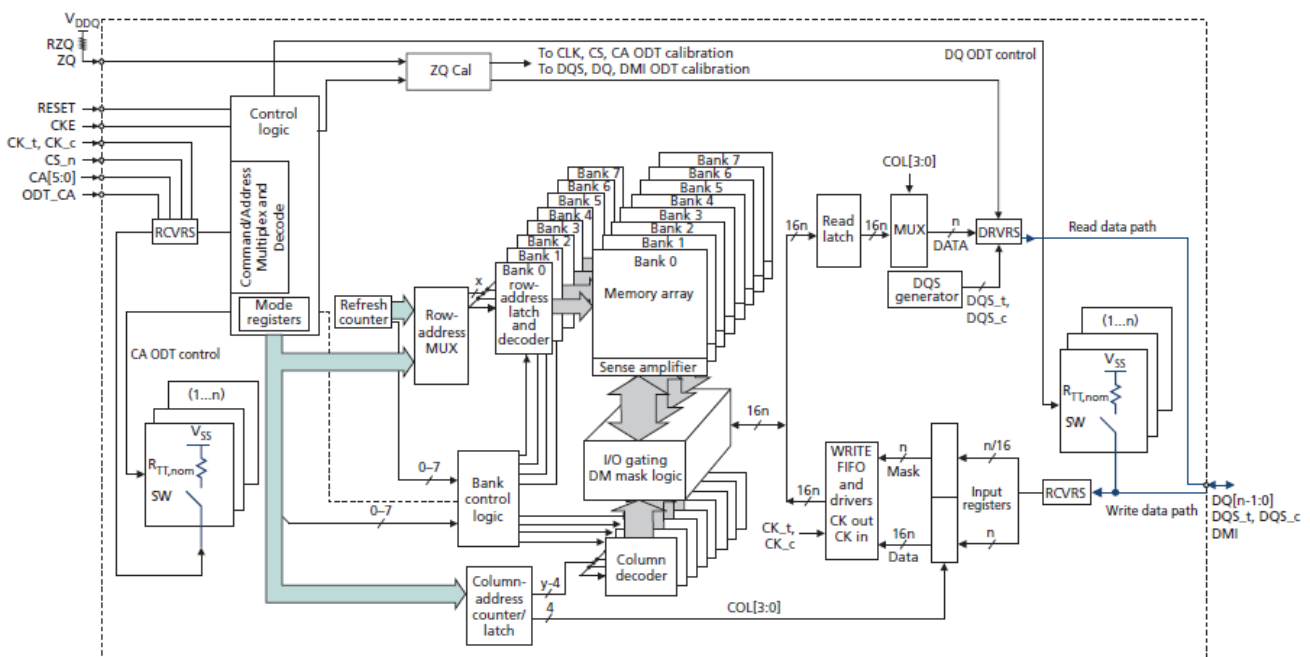 VDDQ
RZQ
ZQ
ZQ Cal
To CLK, CS, CA ODT calibration
To DQS, DQ, DMI ODT calibration
DQ ODT control
RESET
CKE
CK_t, CK_c
CS_n
CA[5:0]
ODT_CA
RCVRS
Control
logic
Command/Address
Multiplex and
Decode
Mode
registers
CA ODT control
(1...n)
VSS
RTT,nom
SW
Refresh
counter
Row-
address
MUX
x
Bank 7
Bank 6
Bank 5
Bank 4
Bank 3
Bank 2
Bank 1
Bank 0
row-
address
latch
and
decoder
Bank 7
Bank 6
Bank 5
Bank 4
Bank 3
Bank 2
Bank 1
Bank 0
Memory array
Sense amplifier
I/O gating
DM mask logic
16n
0–7
0–7
Bank
control
logic
Column
decoder
Column-
address
counter/
latch
y-4
4
COL[3:0]
16n
Read
latch
16n
COL[3:0]
MUX
n
DATA
DRVRS
Read data path
DQS
generator
DQS_t,
DQS_c
(1...n)
VSS
RTT,nom
SW
16n
CK_t,
CK_c
WRITE
FIFO
and
drivers
CK out
CK in
n
Mask
16n
Data
n/16
Input
registers
n
RCVRS
Write data path
DQ[n-1:0]
DQS_t, DQS_c
DMI